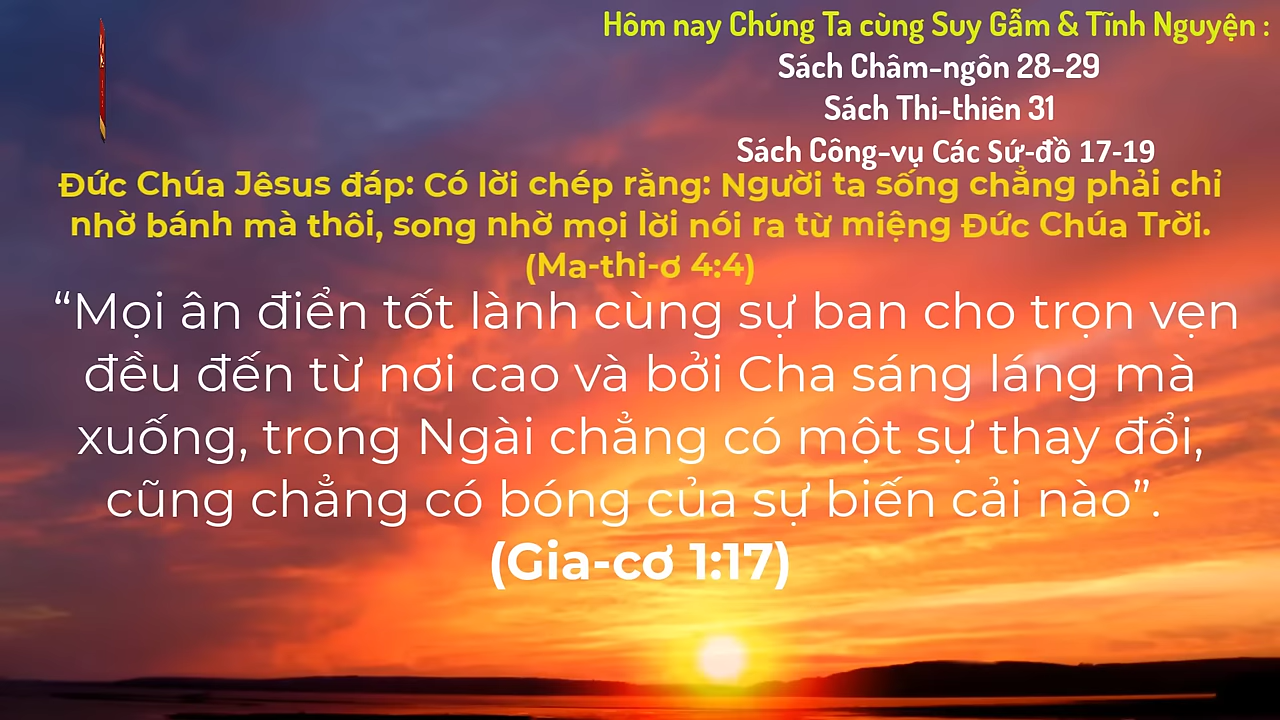 Hôm nay Chúng Ta cùng Suy Gẫm & Tĩnh Nguyện :
Sách Châm-ngôn 28-29
Sách Thi-thiên 31
Sách Công-vụ Các Sứ-đồ 17-19
Đức Chúa Jêsus đáp: Có lời chép rằng: Người ta sống chẳng phải chỉ
nhờ bánh mà thôi, song nhờ mọi lời nói ra từ miệng Đức Chúa Trời.
(Ma-thi-ơ 4:4)
“Mọi ân điển tốt lành cùng sự ban cho trọn vẹn
đều đến từ nơi cao và bởi Cha sáng láng mà
xuống, trong Ngài chẳng có một sự thay đổi,
cũng chẳng có bóng của sự biến cải nào”.
(Gia-cơ 1:17)